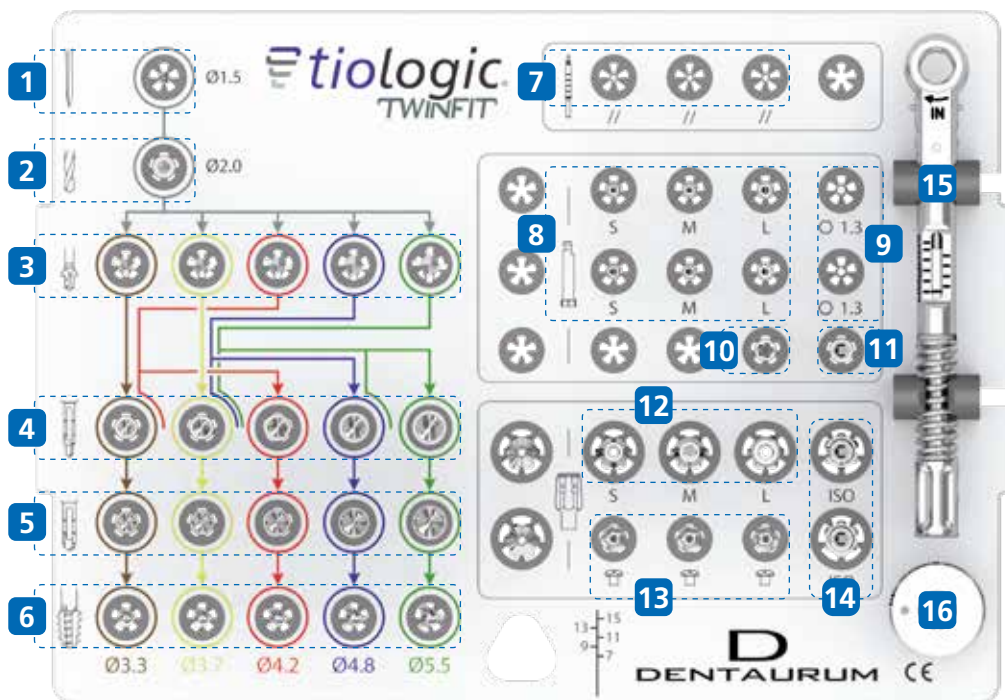 1
Ø1.5
tiologic
TWINFIT
7
// // //
IN
2
Ø2.0
15
8
S M L ○ 1.3
9
3
S M L ○ 1.3
10
11
12
4
S M L ISO
5
13
14
16
6
Ø3.3 Ø3.7 Ø4.2 Ø4.8 Ø5.5
15
13
11
9
7
D
DENTAURUM CE